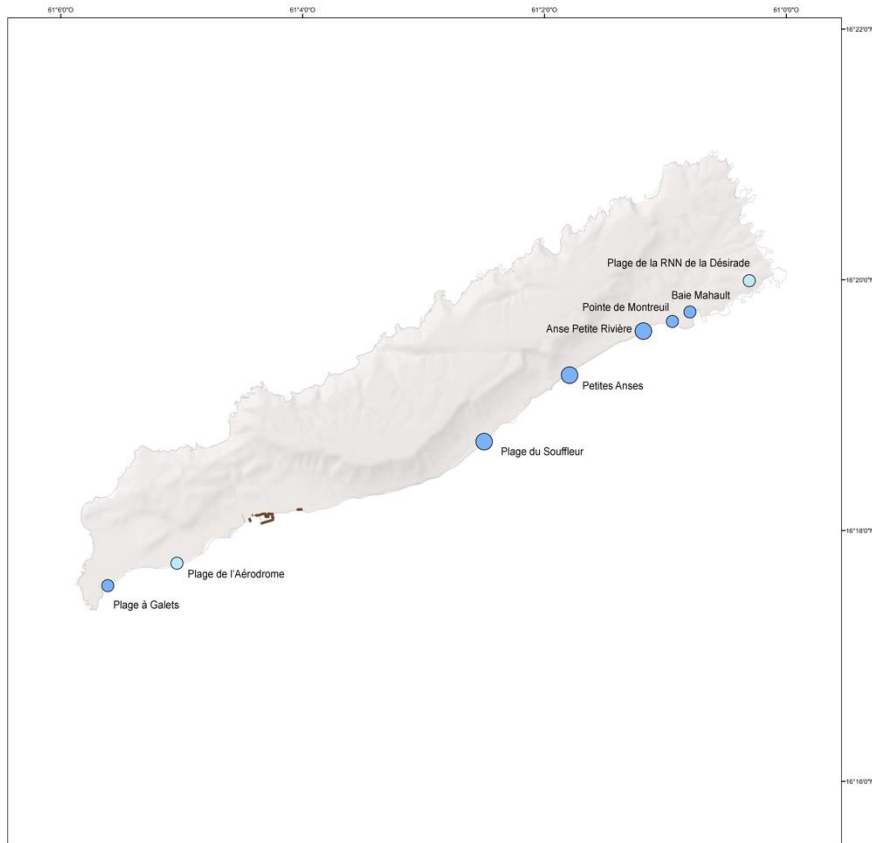 61°6'0"O
61°4'0"O
61°2'0"O
61°0'0"O
16°22'0"N
Plage de la RNN de la Désirade
16°20'0"N
Baie Mahault
Pointe de Montreuil
Anse Petite Rivière
Petites Anses
Plage du Souffleur
16°18'0"N
Plage de l'Aérodrome
Plage à Galets
16°16'0"N